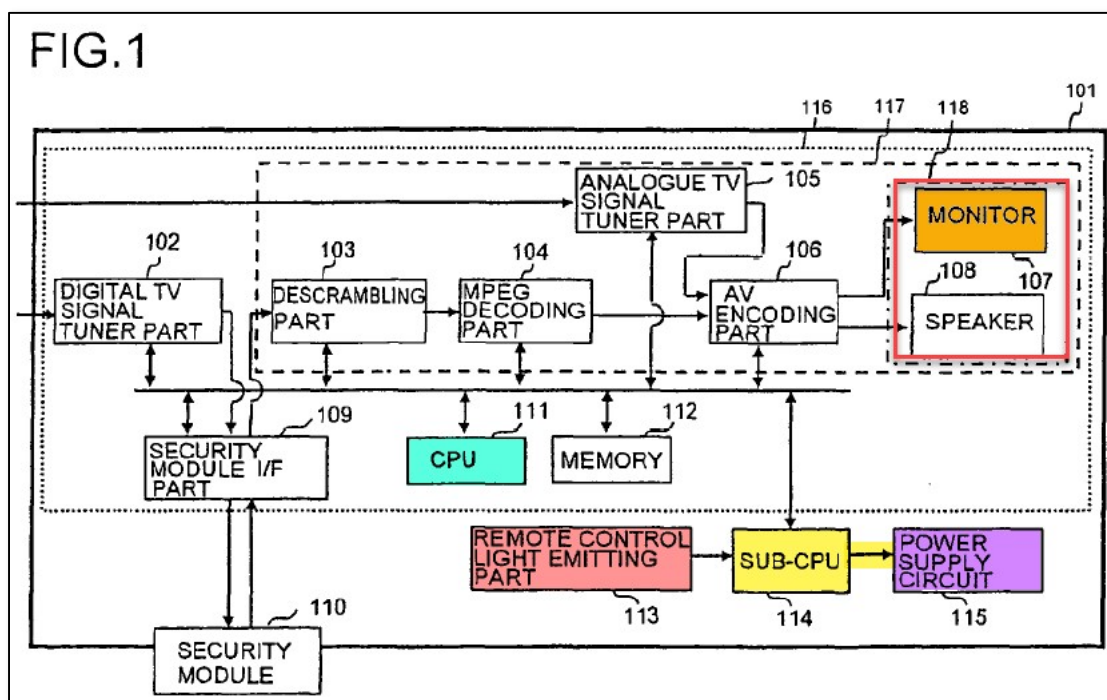 FIG.1
101
116
117
118
105
ANALOGUE TV
SIGNAL
TUNER PART
MONITOR
107
102
DIGITAL TV
SIGNAL
TUNER PART
103
DESCRAMBLING
PART
104
MPEG
DECODING
PART
106
AV
ENCODING
PART
108
SPEAKER
109
SECURITY
MODULE I/F
PART
111
CPU
112
MEMORY
REMOTE CONTROL
LIGHT EMITTING
PART
113
SUB-CPU
114
POWER
SUPPLY
CIRCUIT
115
110
SECURITY
MODULE